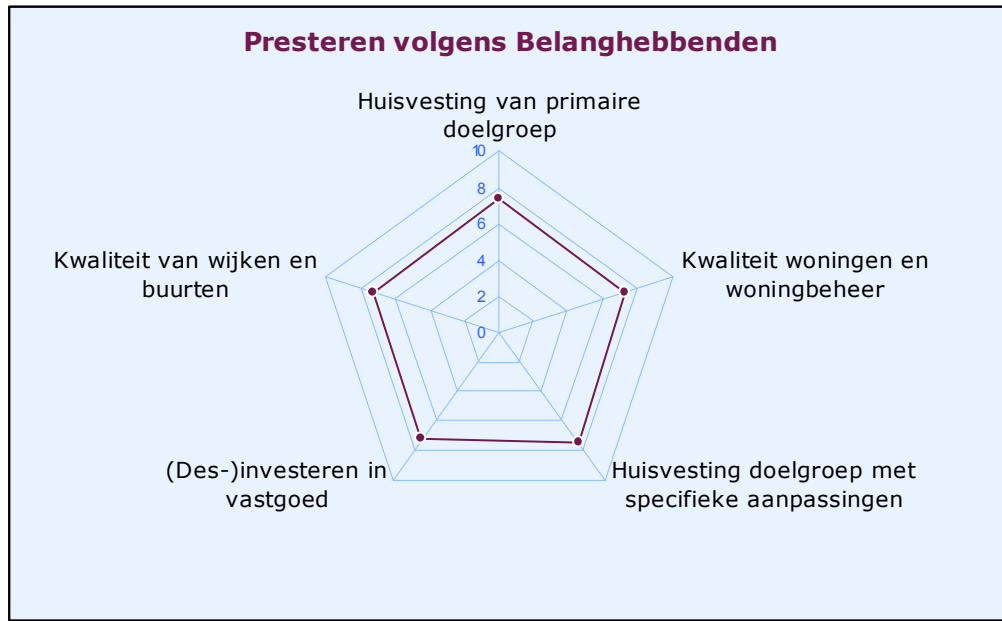 Presteren volgens Belanghebbenden
Huisvesting van primaire
doelgroep
10
8
6
4
2
0
Kwaliteit van wijken en
buurten
Kwaliteit woningen en
woningbeheer
(Des-)investeren in
vastgoed
Huisvesting doelgroep met
specifieke aanpassingen